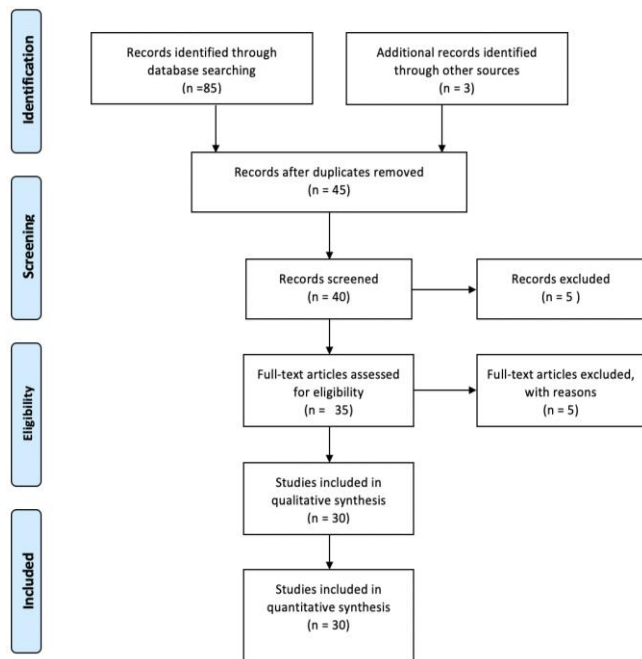 Identification
Records identified through
database searching
(n =85)
Additional records identified
through other sources
(n = 3)
Records after duplicates removed
(n = 45)
Screening
Records screened
(n = 40)
Records excluded
(n = 5 )
Eligibility
Full-text articles assessed
for eligibility
(n = 35)
Full-text articles excluded,
with reasons
(n = 5)
Studies included in
qualitative synthesis
(n = 30)
Included
Studies included in
quantitative synthesis
(n = 30)